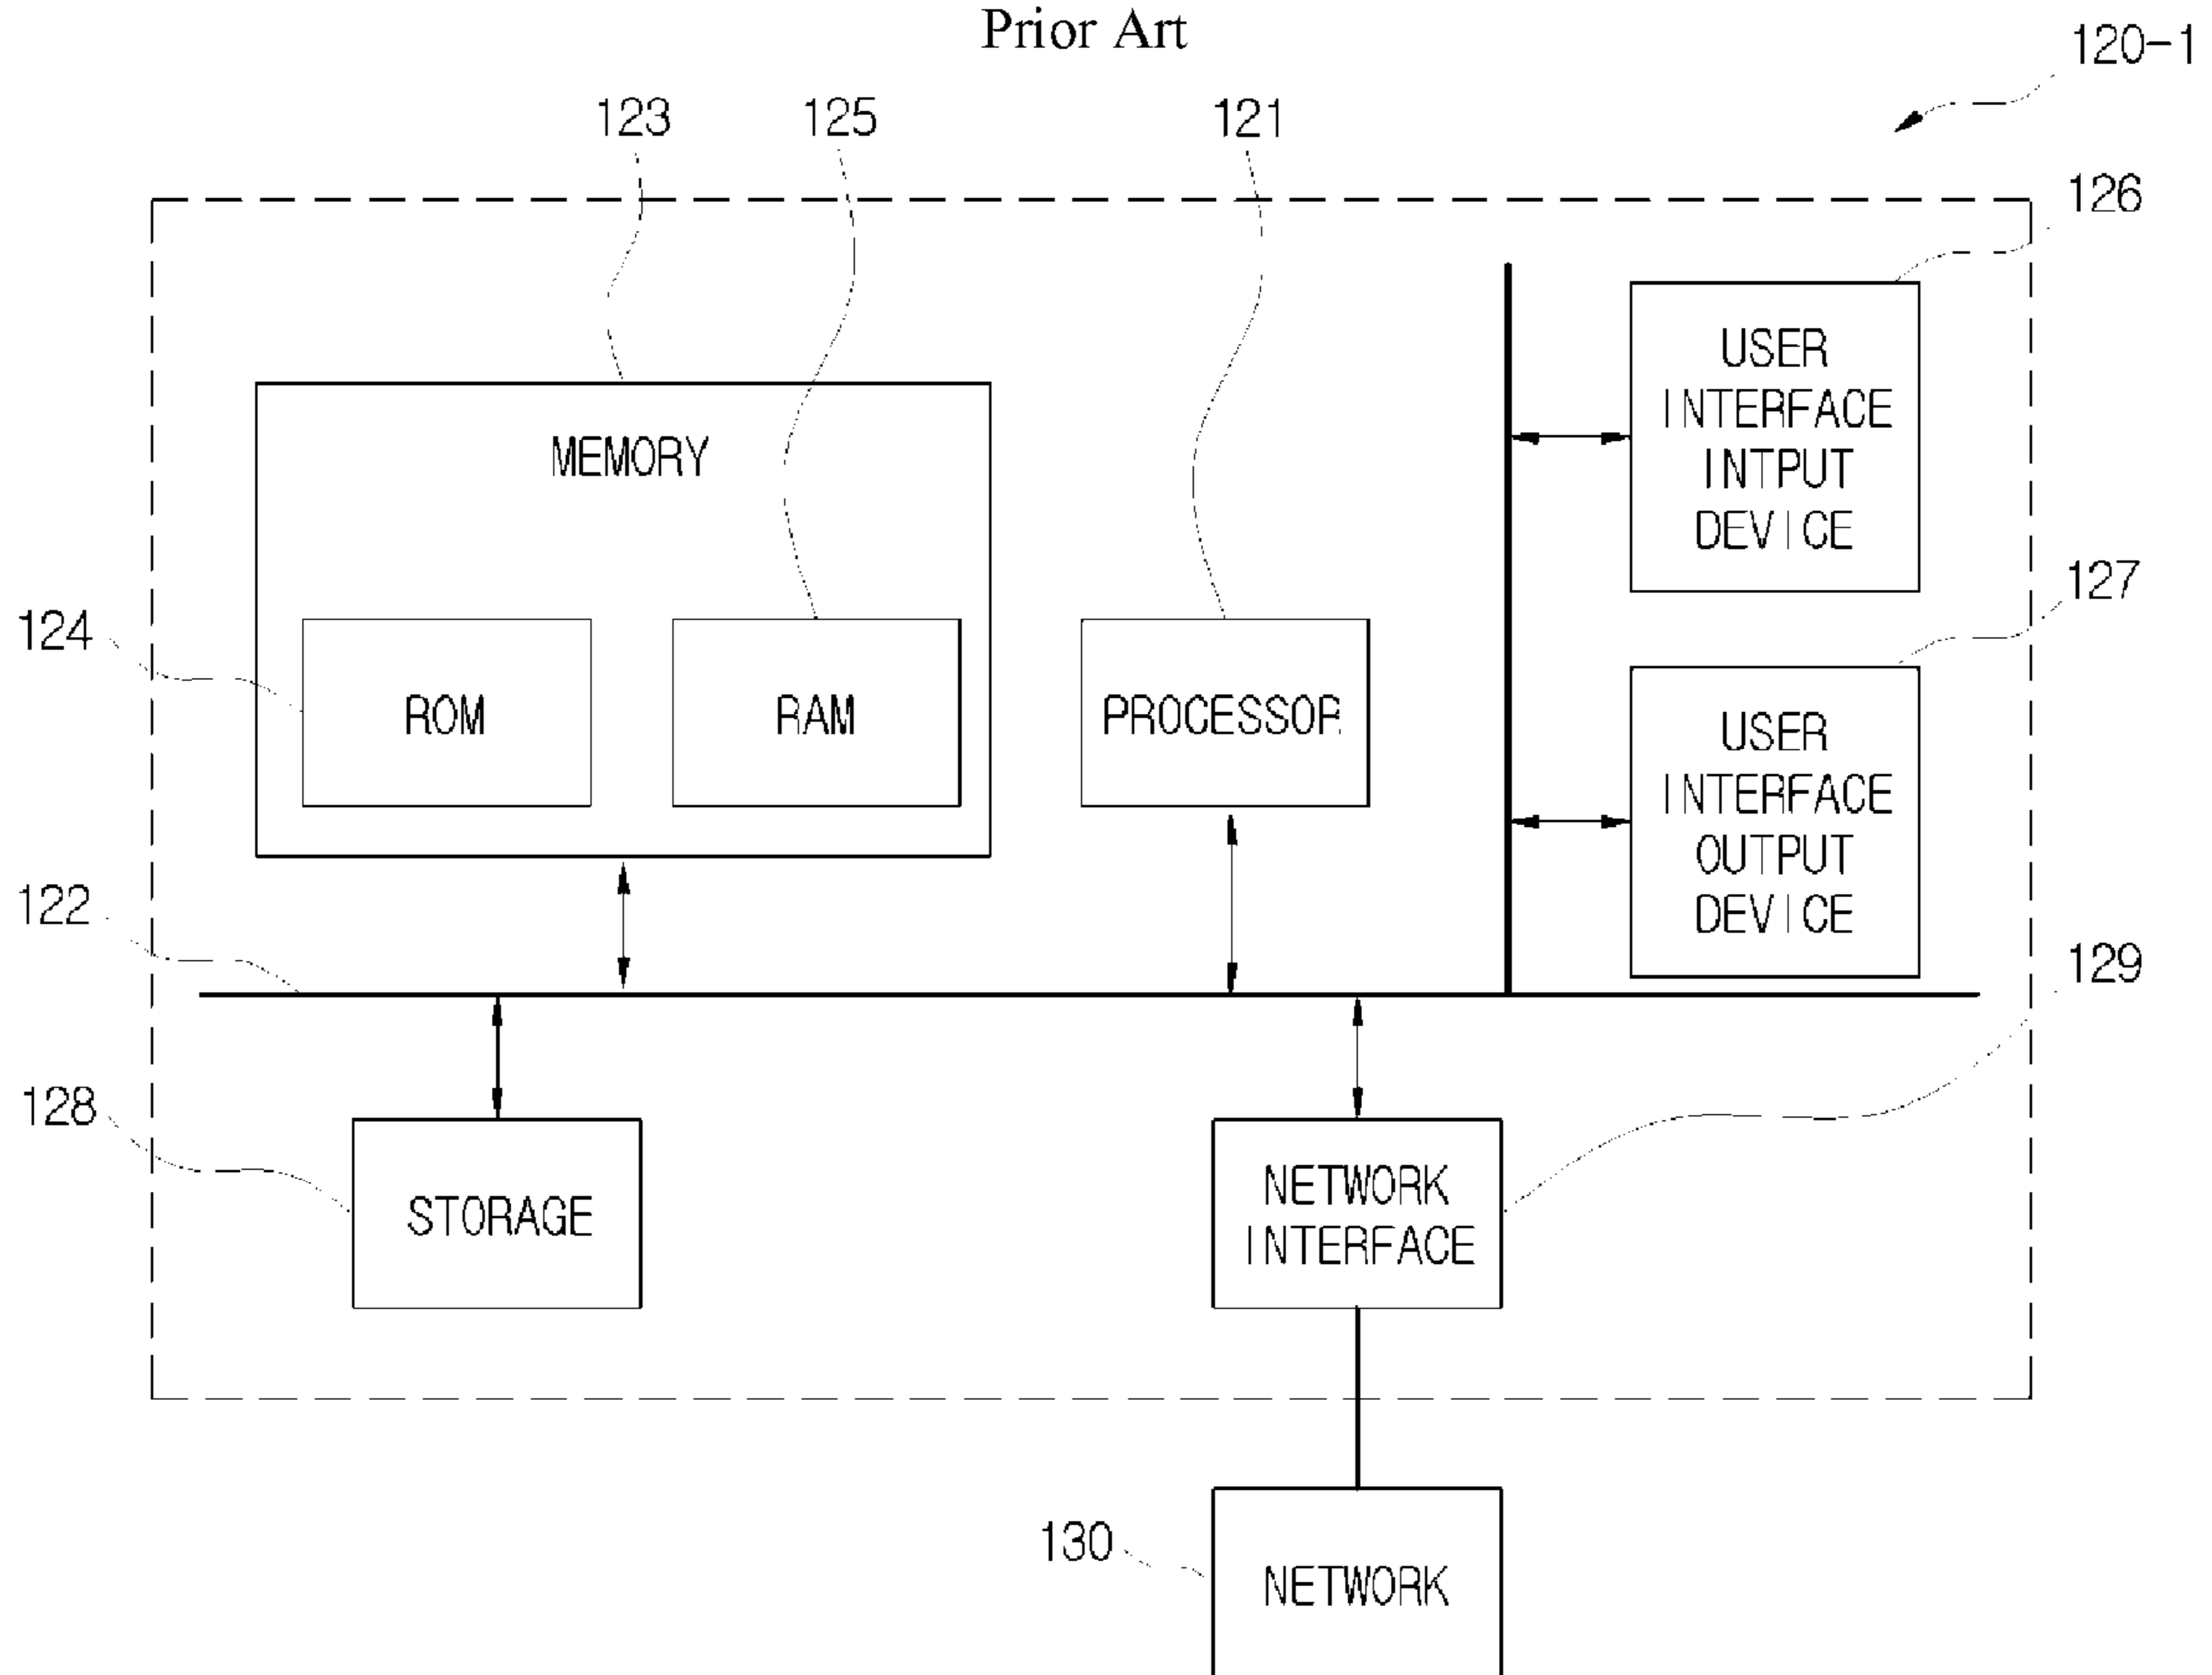 Prior Art
120-1
123
125
121
126
MEMORY
USER
INTERFACE
INTPUT
DEVICE
124
ROM
RAM
PROCESSOR
127
USER
INTERFACE
OUTPUT
DEVICE
122
129
128
STORAGE
NETWORK
INTERFACE
130
NETWORK